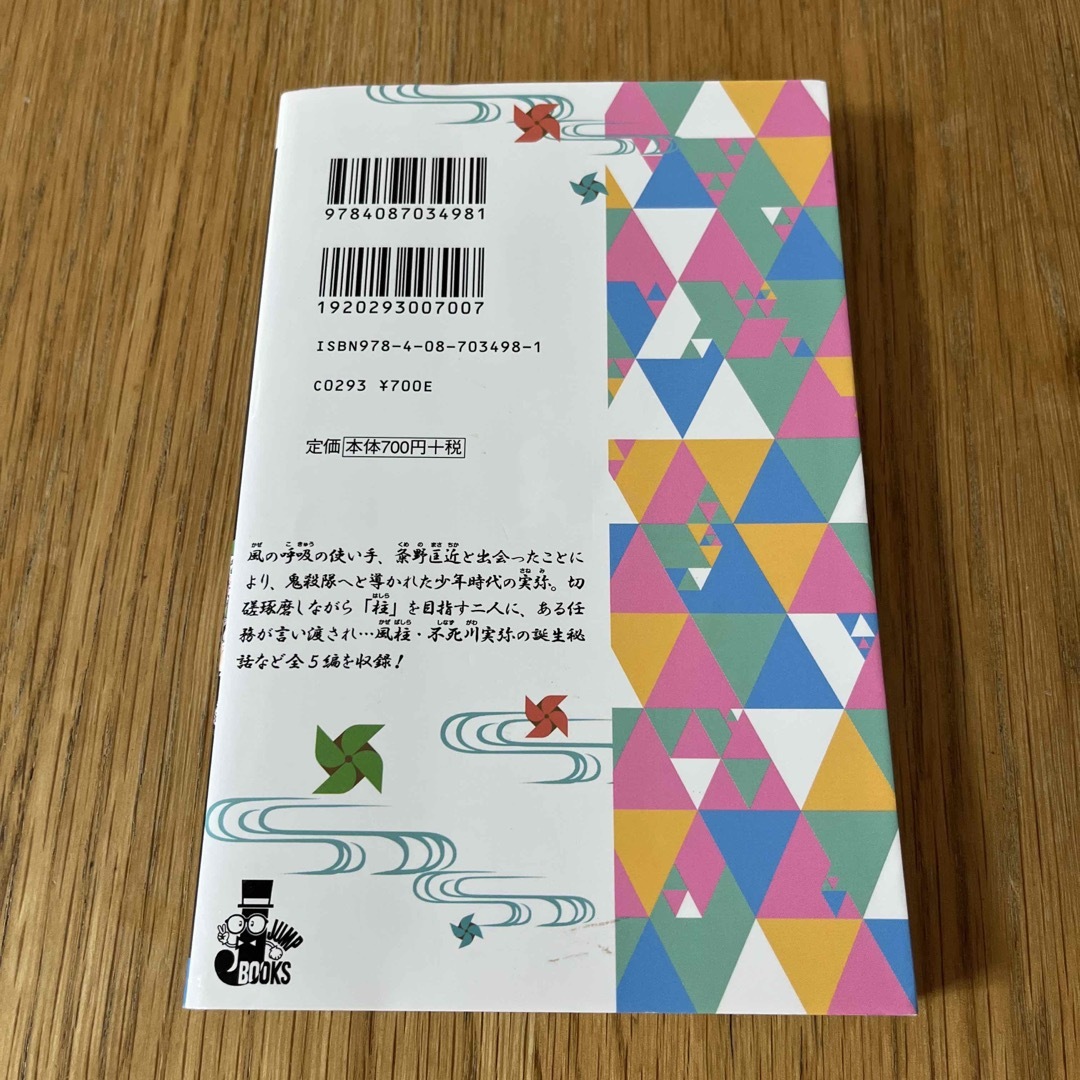 9784087034981
1920293007007
ISBN978-4-08-703498-1
C0293 ¥700E
定価 本体700円+税
風の呼吸の使い手、粂野匡近と出会ったことに
より、鬼殺隊へと導かれた少年時代の実弥。切
磋琢磨しながら「柱」を目指す二人に、ある任
務が言い渡され…風柱・不死川実弥の誕生秘
話など全5編を収録！
JUMP
BOOKS